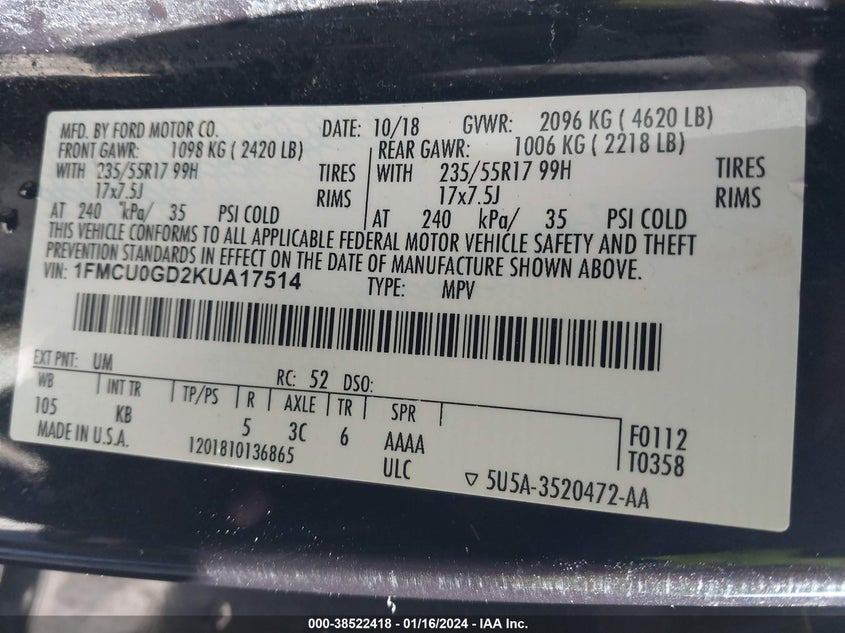 MFD. BY FORD MOTOR CO. DATE: 10/18 GVWR: 2096 KG ( 4620 LB)
FRONT GAWR: 1098 KG ( 2420 LB) REAR GAWR: 1006 KG ( 2218 LB)
WITH 235/55R17 99H TIRES WITH 235/55R17 99H TIRES
17x7.5J RIMS 17x7.5J RIMS
AT 240 kPa/ 35 PSI COLD AT 240 kPa/ 35 PSI COLD
THIS VEHICLE CONFORMS TO ALL APPLICABLE FEDERAL MOTOR VEHICLE SAFETY AND THEFT
PREVENTION STANDARDS IN EFFECT ON THE DATE OF MANUFACTURE SHOWN ABOVE.
VIN: 1FMCU0GD2KUA17514 TYPE: MPV
EXT PNT: UM RC: 52 DSO:
WB INT TR TP/PS R AXLE TR SPR
105 KB 5 3C 6 AAAA F0112
MADE IN U.S.A. 1201810136865 ULC T0358
▽ 5U5A-3520472-AA
000-38522418 - 01/16/2024 - IAA Inc.